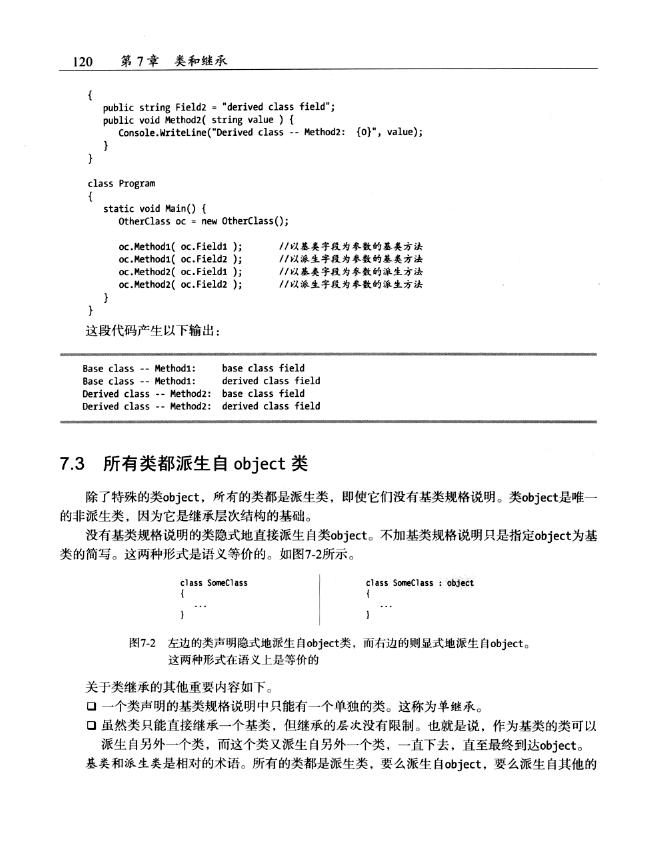 120 第7章 类和继承
{
public string Field2 = "derived class field";
public void Method2( string value ) {
Console.WriteLine("Derived class -- Method2: {0}", value);
}
}
class Program
{
static void Main() {
OtherClass oc = new OtherClass();
oc.Method1( oc.Field1 ); //以基类字段为参数的基类方法
oc.Method1( oc.Field2 ); //以派生字段为参数的基类方法
oc.Method2( oc.Field1 ); //以基类字段为参数的派生方法
oc.Method2( oc.Field2 ); //以派生字段为参数的派生方法
}
}
这段代码产生以下输出：
Base class -- Method1: base class field
Base class -- Method1: derived class field
Derived class -- Method2: base class field
Derived class -- Method2: derived class field
7.3 所有类都派生自 object 类
除了特殊的类object，所有的类都是派生类，即使它们没有基类规格说明。类object是唯一
的非派生类，因为它是继承层次结构的基础。
没有基类规格说明的类隐式地直接派生自类object。不加基类规格说明只是指定object为基
类的简写。这两种形式是语义等价的。如图7-2所示。
class SomeClass class SomeClass : object
{ {
... ...
} }
图7-2 左边的类声明隐式地派生自object类，而右边的则显式地派生自object。
这两种形式在语义上是等价的
关于类继承的其他重要内容如下。
❑ 一个类声明的基类规格说明中只能有一个单独的类。这称为单继承。
❑ 虽然类只能直接继承一个基类，但继承的层次没有限制。也就是说，作为基类的类可以
派生自另外一个类，而这个类又派生自另外一个类，一直下去，直至最终到达object。
基类和派生类是相对的术语。所有的类都是派生类，要么派生自object，要么派生自其他的